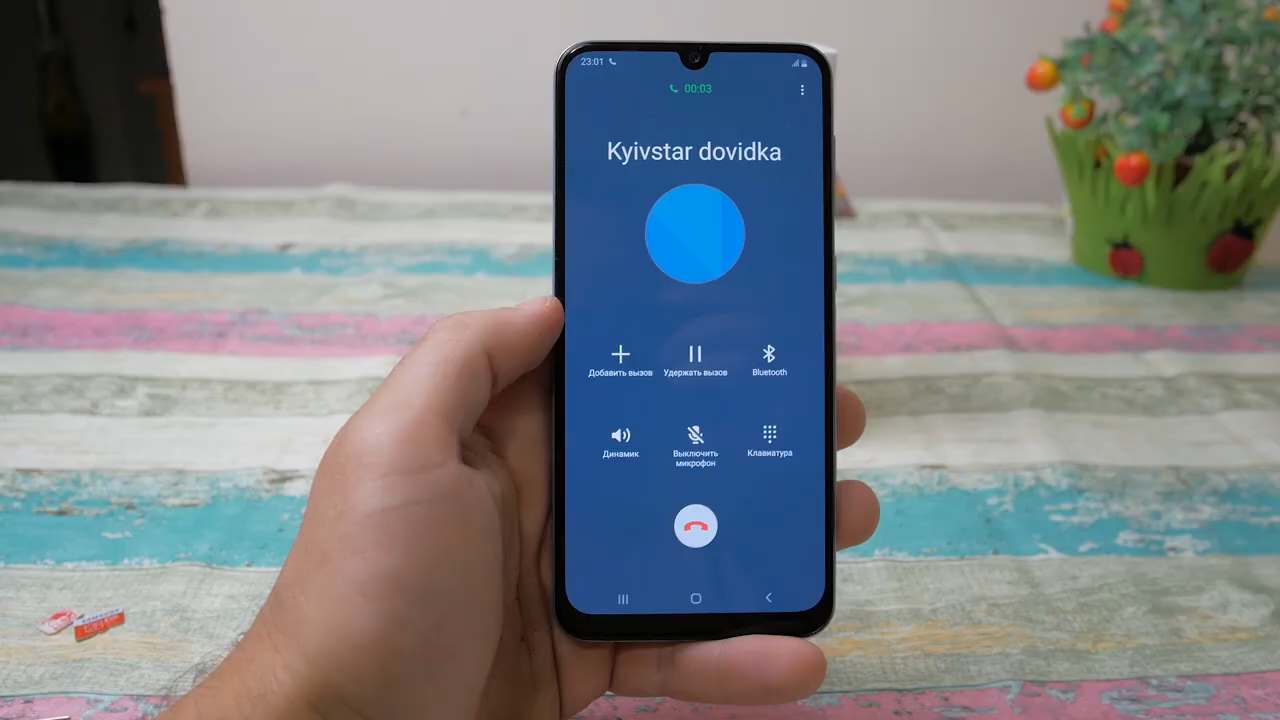 23:01
00:03
Kyivstar dovidka
Добавить вызов
Удержать вызов
Bluetooth
Динамик
Выключить
микрофон
Клавиатура